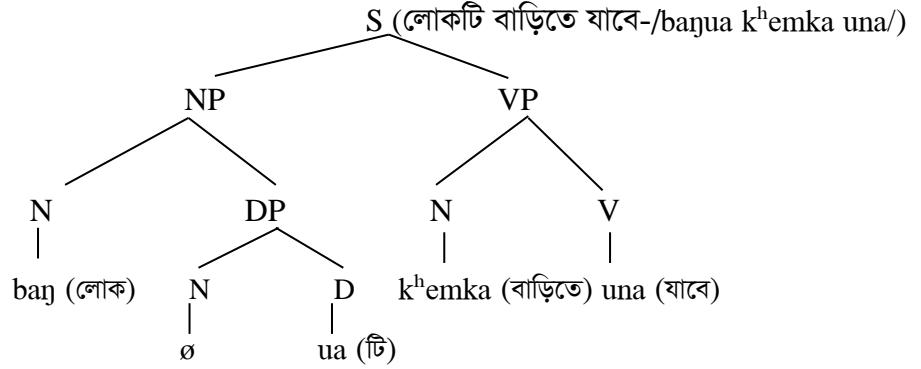 S (লোকটি বাড়িতে যাবে-/baŋua kʰemka una/)
NP VP
N DP N V
baŋ (লোক) N D kʰemka (বাড়িতে) una (যাবে)
ø ua (টি)